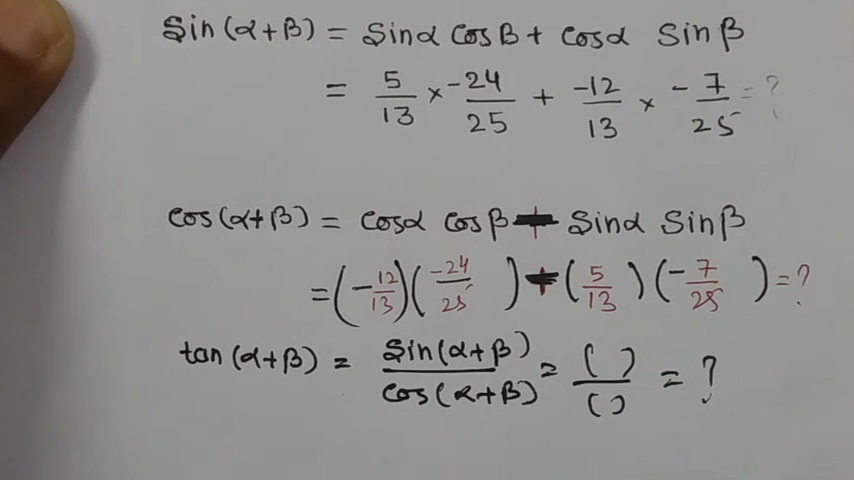 Sin(α+β) = Sinα cosβ + cosα Sinβ
= 5/13 × -24/25 + -12/13 × -7/25 = ?
cos(α+β) = cosα cosβ - Sinα Sinβ
= (-12/13)(-24/25) - (5/13)(-7/25) = ?
tan(α+β) = Sin(α+β)/cos(α+β) = ( )/( ) = ?